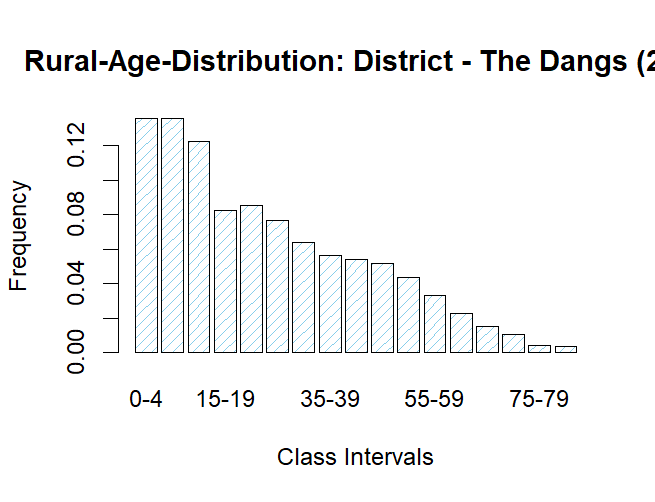 Rural-Age-Distribution: District - The Dangs (2
Frequency
0.12
0.08
0.04
0.00
0-4 15-19 35-39 55-59 75-79
Class Intervals